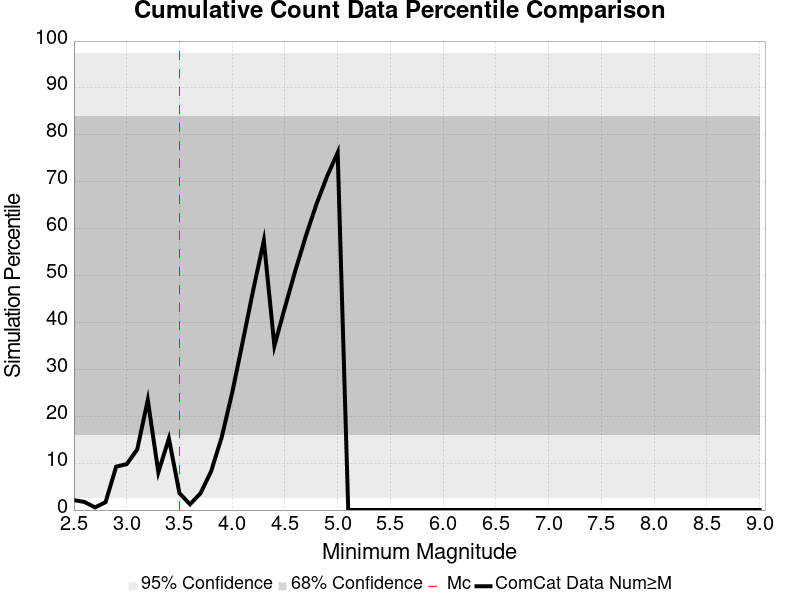 Cumulative Count Data Percentile Comparison
100
90
80
70
60
50
40
30
20
10
0
Simulation Percentile
2.5 3.0 3.5 4.0 4.5 5.0 5.5 6.0 6.5 7.0 7.5 8.0 8.5 9.0
Minimum Magnitude
95% Confidence 68% Confidence Mc ComCat Data Num≥M